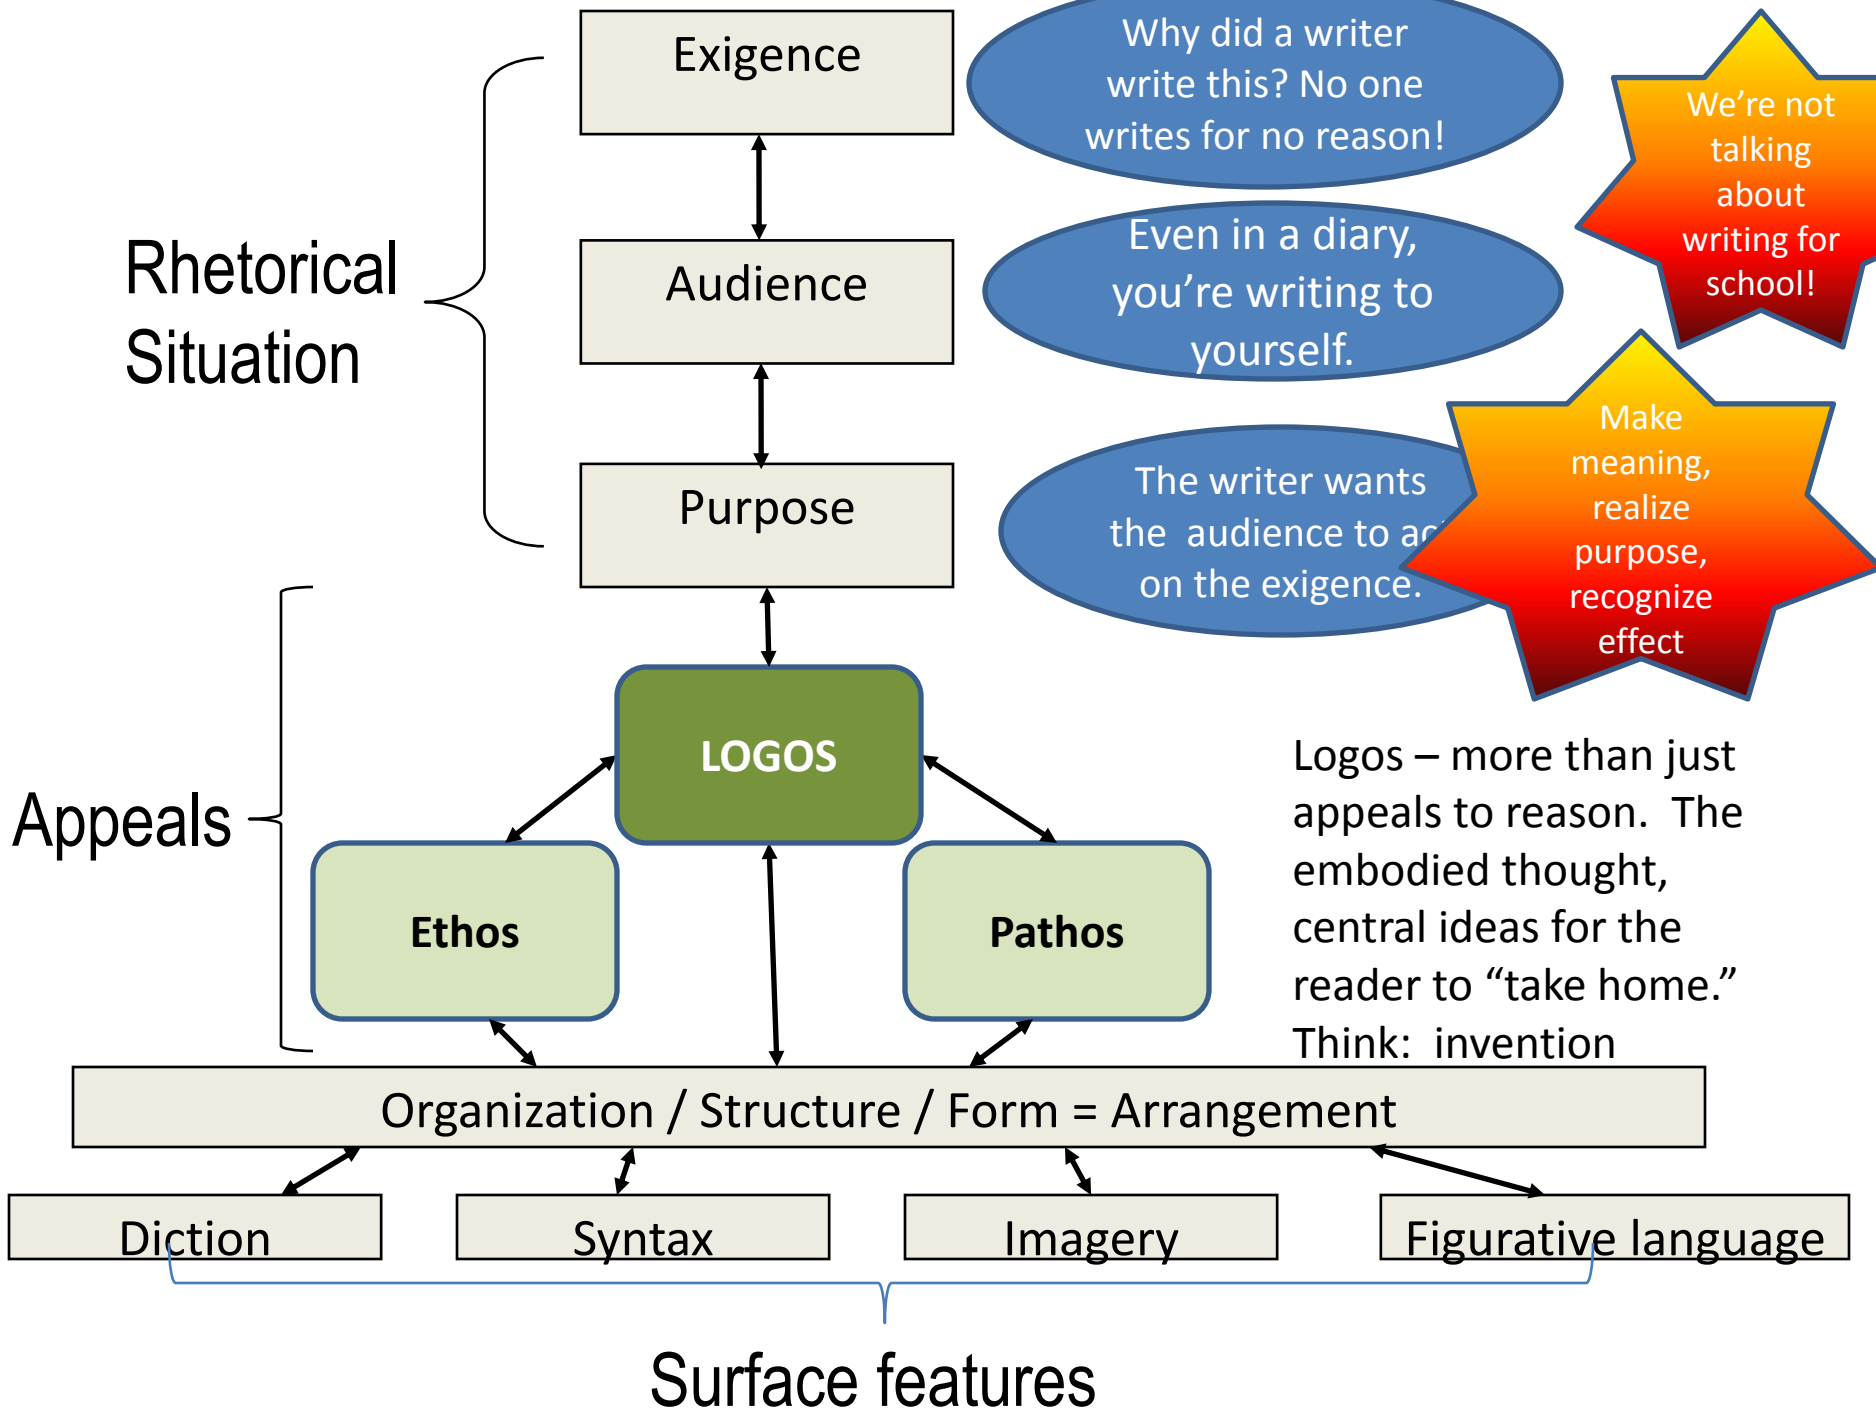 Exigence
Why did a writer
write this? No one
writes for no reason!
We’re not
talking
about
writing for
school!
Rhetorical
Situation
Audience
Even in a diary,
you’re writing to
yourself.
Purpose
The writer wants
the  audience to
on the exigence.
Make
meaning,
realize
purpose,
recognize
effect
Appeals
LOGOS
Ethos
Pathos
Logos – more than just
appeals to reason.  The
embodied thought,
central ideas for the
reader to “take home.”
Think:  invention
Organization / Structure / Form = Arrangement
Diction
Syntax
Imagery
Figurative language
Surface features